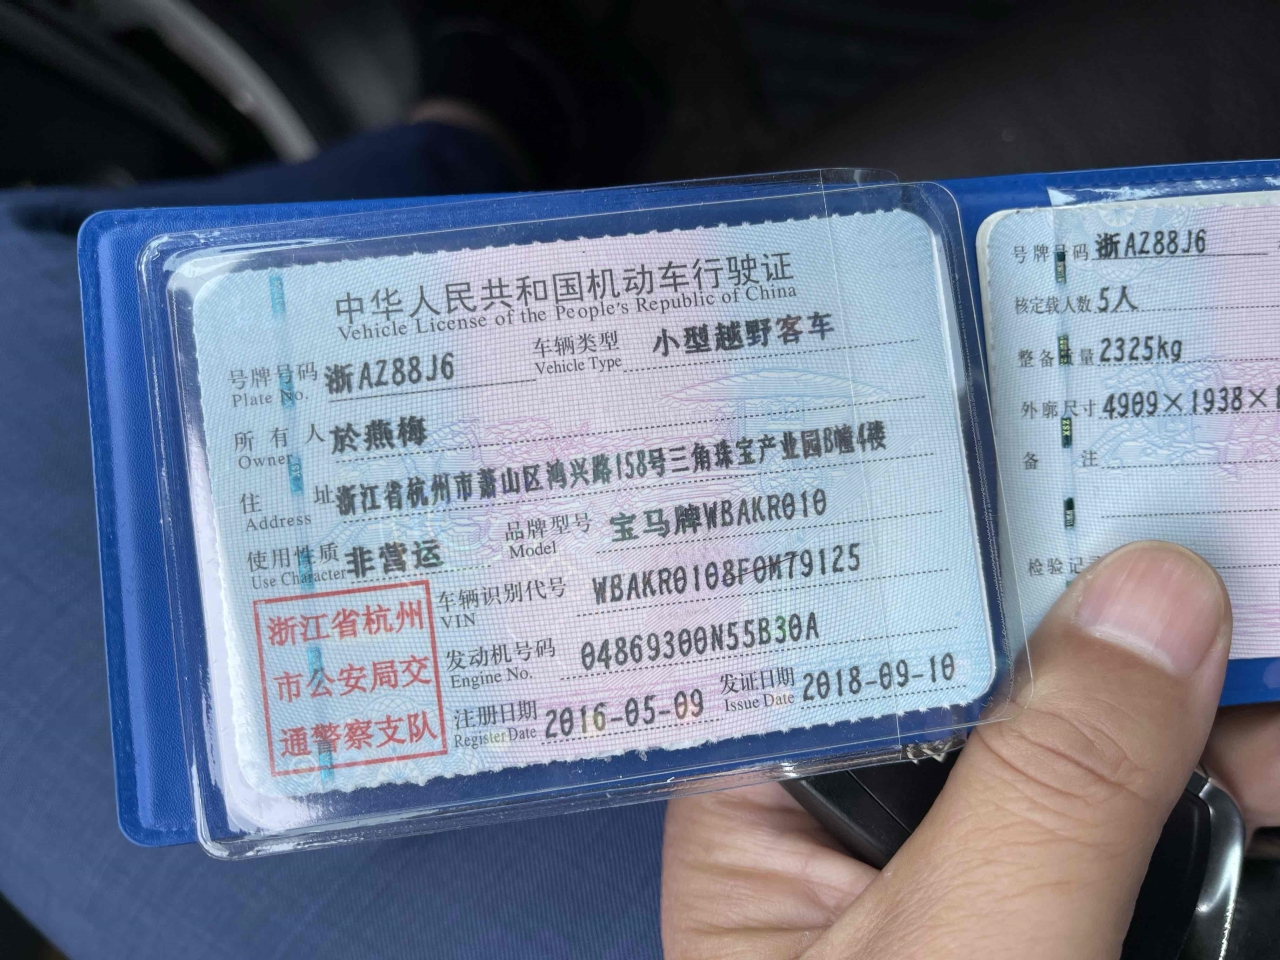 中华人民共和国机动车行驶证
Vehicle License of the People's Republic of China
号牌号码 浙AZ88J6 车辆类型 小型越野客车
Plate No. Vehicle Type
所有人 於燕梅
Owner
住址 浙江省杭州市萧山区鸿兴路158号三角珠宝产业园B幢4楼
Address
使用性质 非营运 品牌型号 宝马牌WBAKR010
Use Character Model
车辆识别代号 WBAKR0108F0M79125
VIN
发动机号码 04869300N55B30A
Engine No.
注册日期 2016-05-09 发证日期 2018-09-10
Register Date Issue Date
浙江省杭州
市公安局交
通警察支队
号牌号码 浙AZ88J6
核定载人数 5人
整备质量 2325kg
外廓尺寸 4909×1938×
备注
检验记